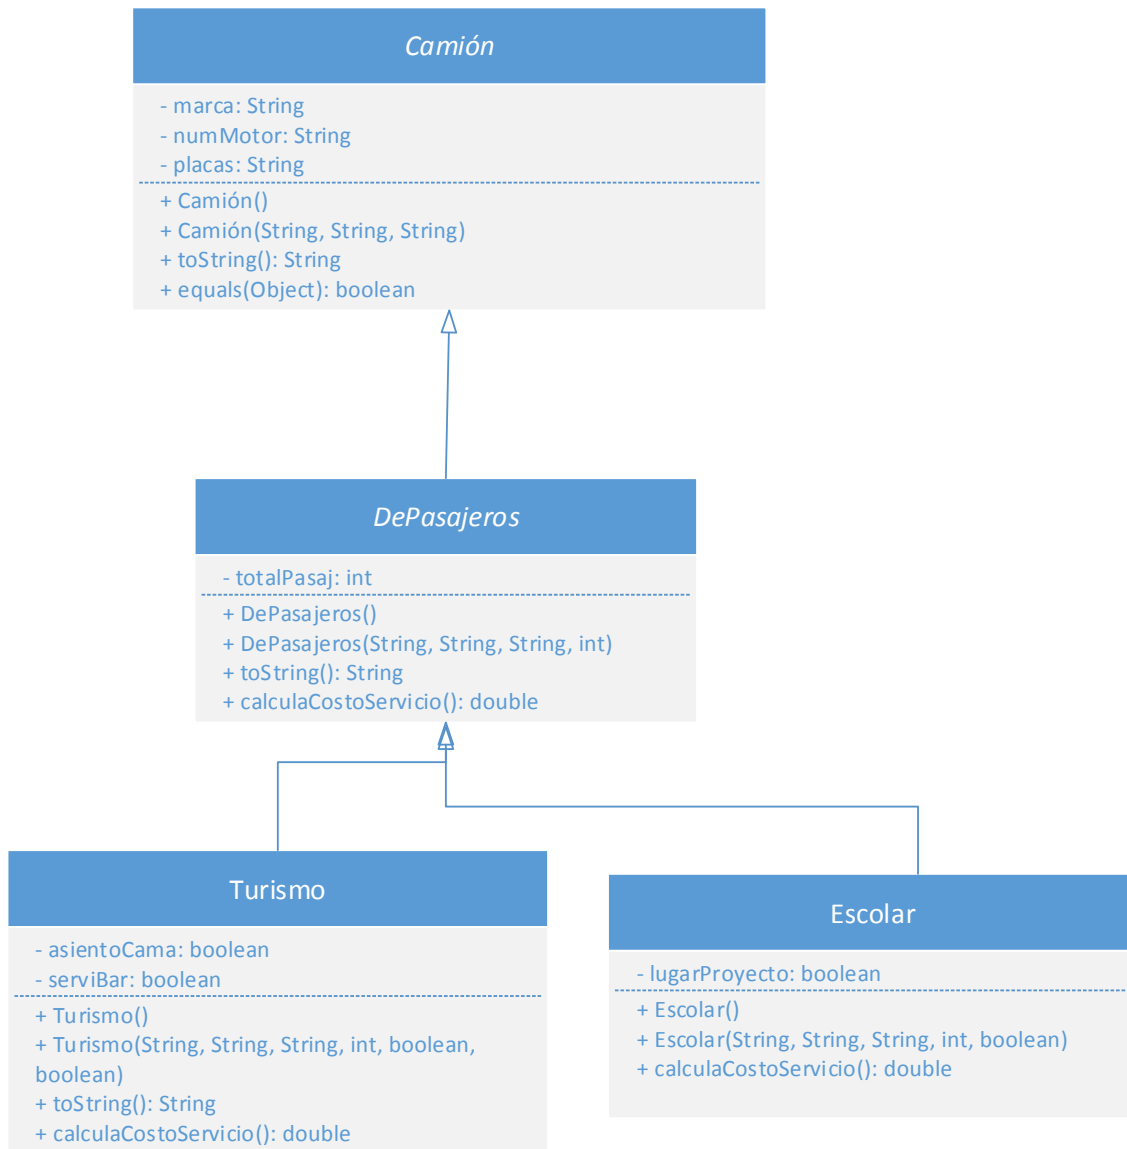 Camión
- marca: String
- numMotor: String
- placas: String
+ Camión()
+ Camión(String, String, String)
+ toString(): String
+ equals(Object): boolean
DePasajeros
- totalPasaj: int
+ DePasajeros()
+ DePasajeros(String, String, String, int)
+ toString(): String
+ calculaCostoServicio(): double
Turismo
- asientoCama: boolean
- serviBar: boolean
+ Turismo()
+ Turismo(String, String, String, int, boolean,
boolean)
+ toString(): String
+ calculaCostoServicio(): double
Escolar
- lugarProyecto: boolean
+ Escolar()
+ Escolar(String, String, String, int, boolean)
+ calculaCostoServicio(): double